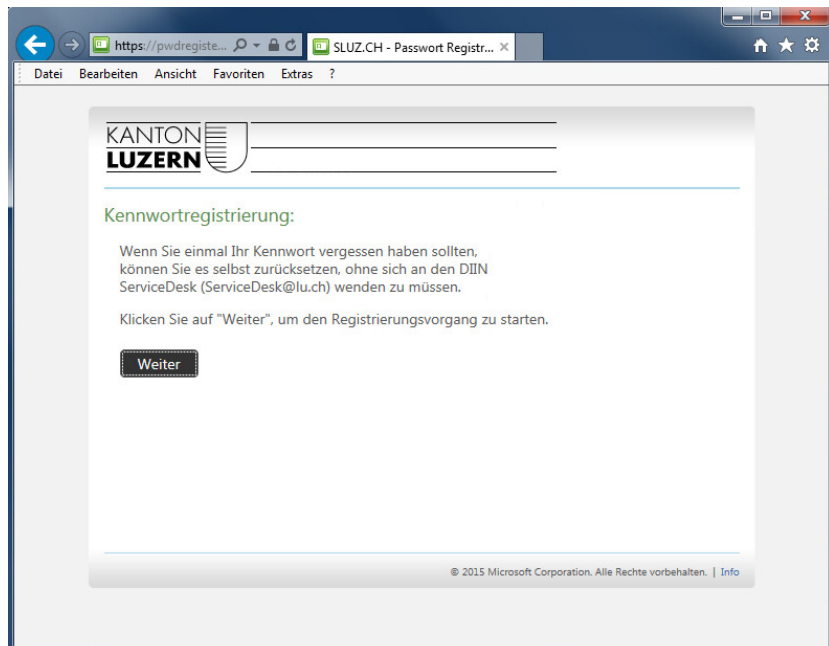 https://pwdregiste...
SLUZ.CH - Passwort Registr...
Datei Bearbeiten Ansicht Favoriten Extras ?
KANTON
LUZERN
Kennwortregistrierung:
Wenn Sie einmal Ihr Kennwort vergessen haben sollten,
können Sie es selbst zurücksetzen, ohne sich an den DIIN
ServiceDesk (ServiceDesk@lu.ch) wenden zu müssen.
Klicken Sie auf "Weiter", um den Registrierungsvorgang zu starten.
Weiter
© 2015 Microsoft Corporation. Alle Rechte vorbehalten. | Info